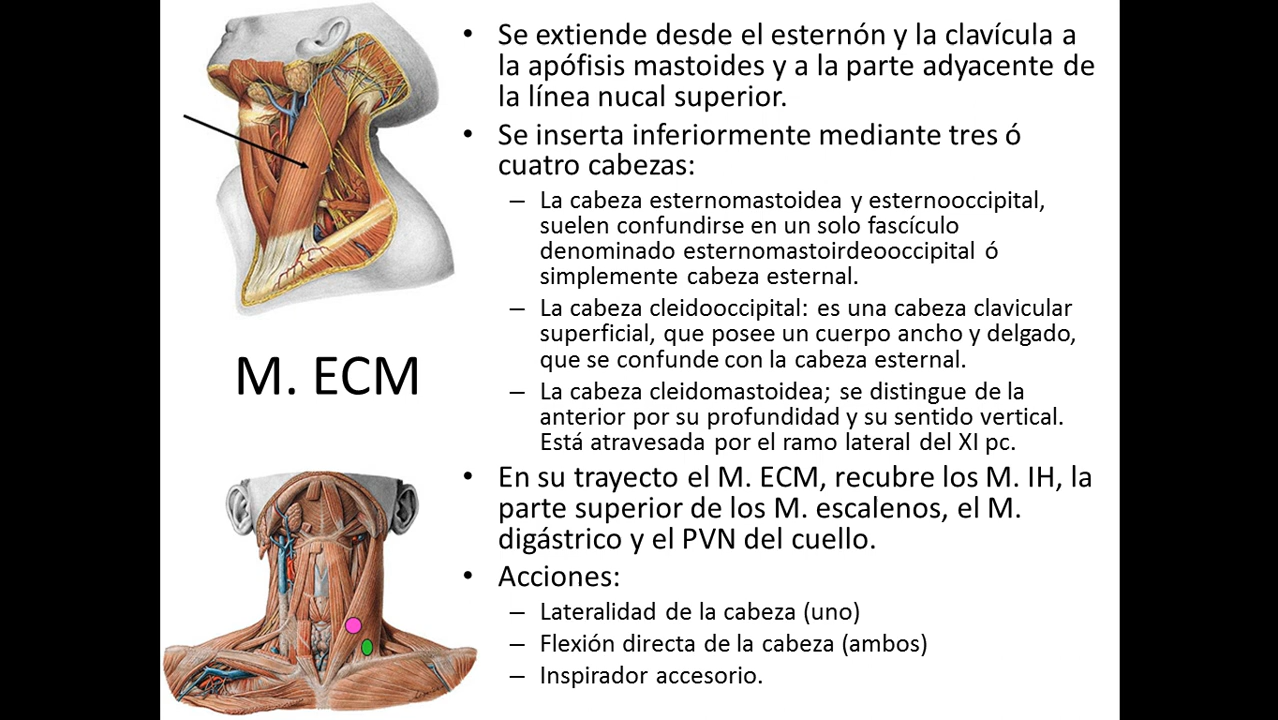 • Se extiende desde el esternón y la clavícula a
la apófisis mastoides y a la parte adyacente de
la línea nucal superior.
• Se inserta inferiormente mediante tres ó
cuatro cabezas:
– La cabeza esternomastoidea y esternooccipital,
suelen confundirse en un solo fascículo
denominado esternomastoirdeooccipital ó
simplemente cabeza esternal.
– La cabeza cleidooccipital: es una cabeza clavicular
superficial, que posee un cuerpo ancho y delgado,
que se confunde con la cabeza esternal.
– La cabeza cleidomastoidea; se distingue de la
anterior por su profundidad y su sentido vertical.
Está atravesada por el ramo lateral del XI pc.
• En su trayecto el M. ECM, recubre los M. IH, la
parte superior de los M. escalenos, el M.
digástrico y el PVN del cuello.
• Acciones:
– Lateralidad de la cabeza (uno)
– Flexión directa de la cabeza (ambos)
– Inspirador accesorio.
M. ECM